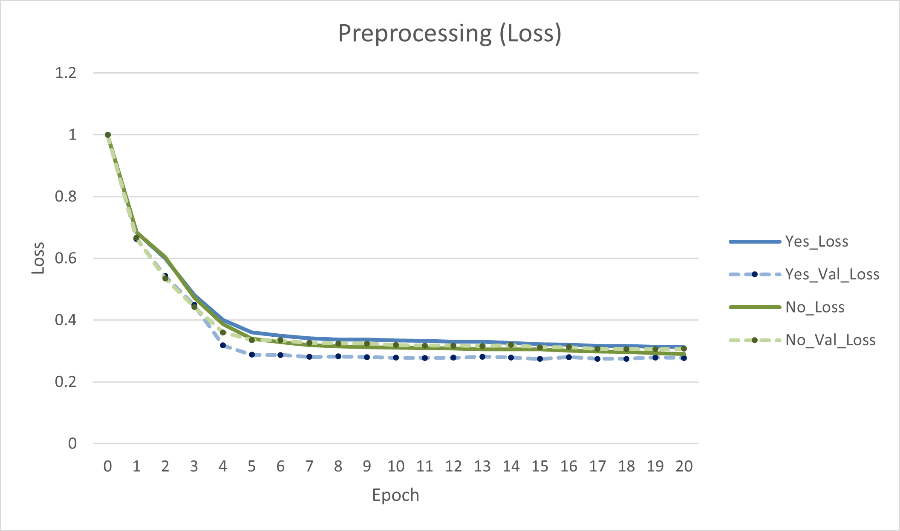 Preprocessing (Loss)
1.2
1
0.8
0.6
0.4
0.2
0
Loss
0 1 2 3 4 5 6 7 8 9 10 11 12 13 14 15 16 17 18 19 20
Epoch
Yes_Loss
Yes_Val_Loss
No_Loss
No_Val_Loss